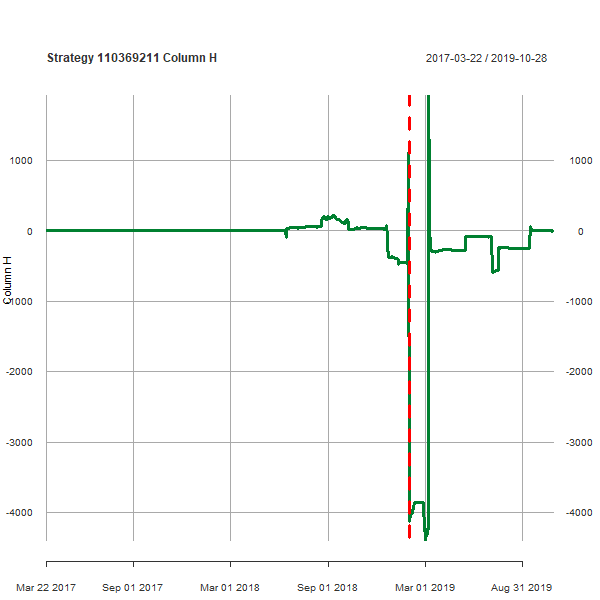 Strategy 110369211 Column H
2017-03-22 / 2019-10-28
1000
1000
0
0
Column H
-1000
-1000
-2000
-2000
-3000
-3000
-4000
-4000
Mar 22 2017
Sep 01 2017
Mar 01 2018
Sep 01 2018
Mar 01 2019
Aug 31 2019